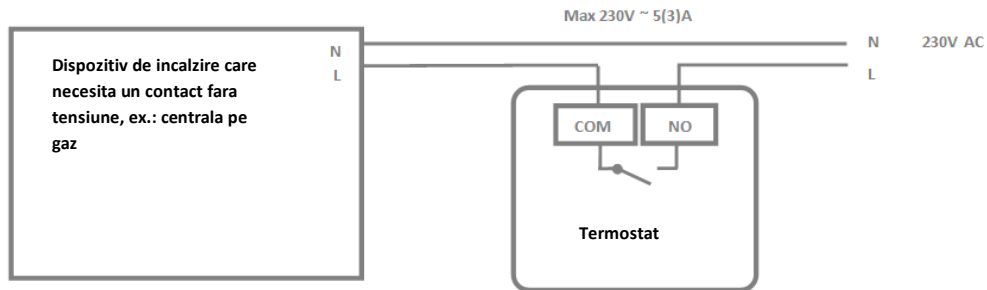 Max 230V ~ 5(3)A
N
230V AC
N
L
L
Dispozitiv de incalzire care
necesita un contact fara
tensiune, ex.: centrala pe
gaz
COM
NO
Termostat